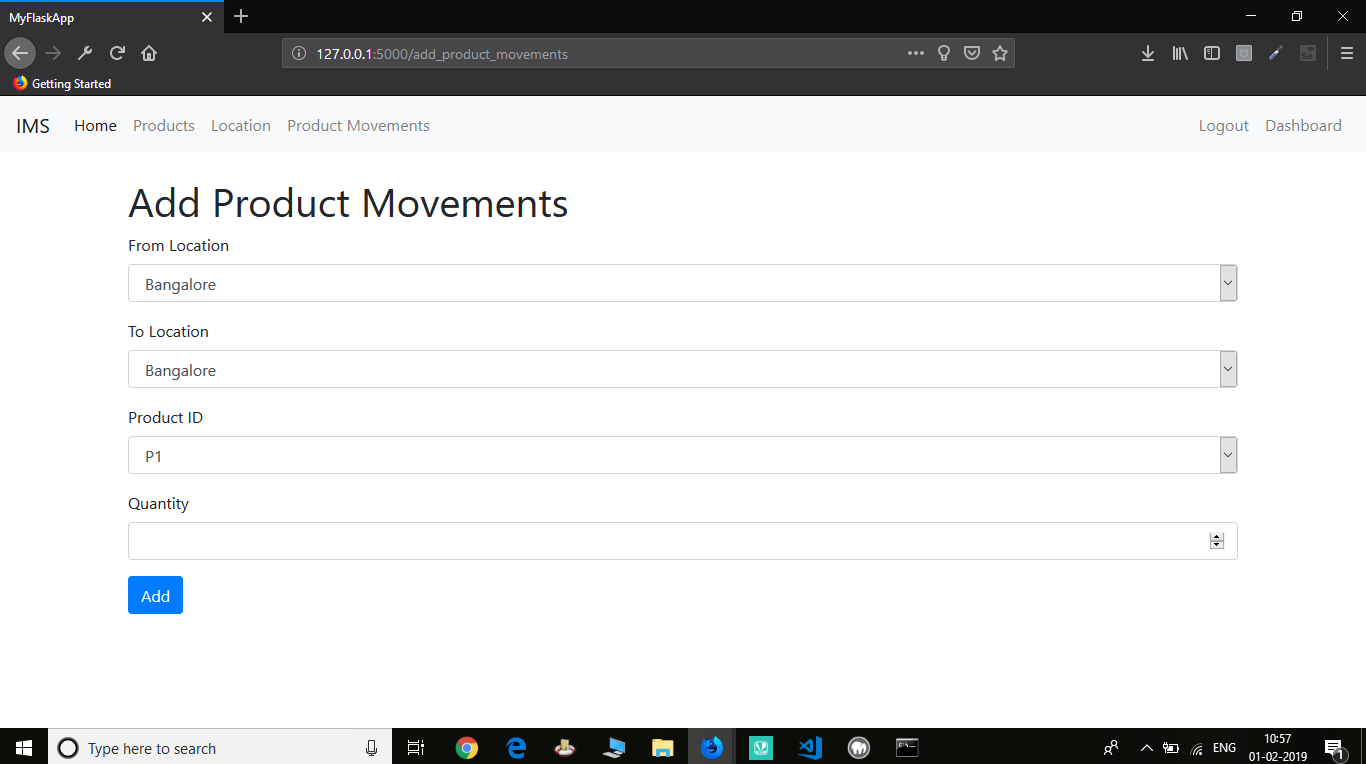 MyFlaskApp
127.0.0.1:5000/add_product_movements
Getting Started
IMS Home Products Location Product Movements Logout Dashboard
Add Product Movements
From Location
Bangalore
To Location
Bangalore
Product ID
P1
Quantity
Add
Type here to search
ENG
10:57
01-02-2019
1